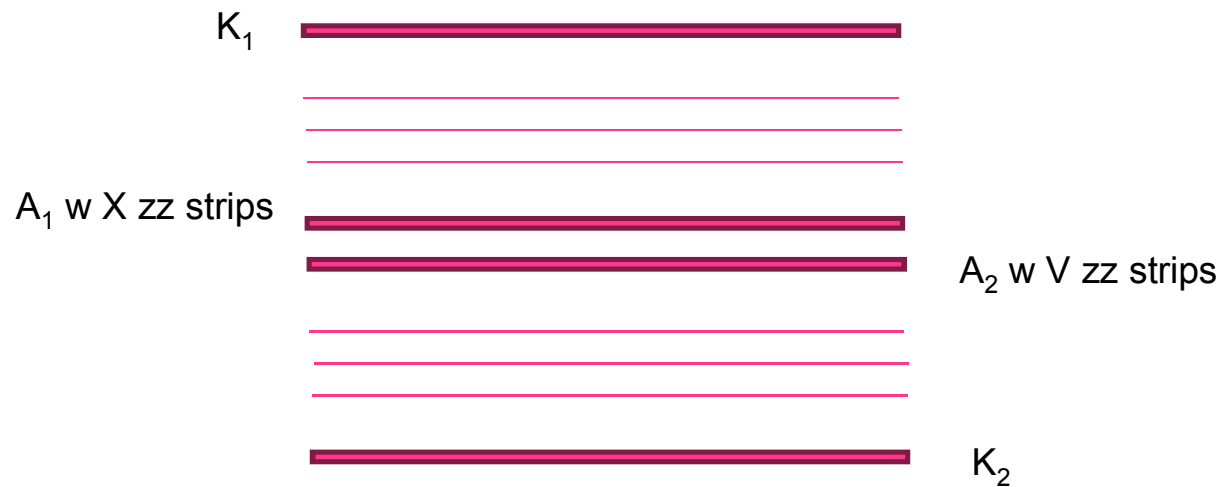 K₁
A₁ w X zz strips
A₂ w V zz strips
K₂